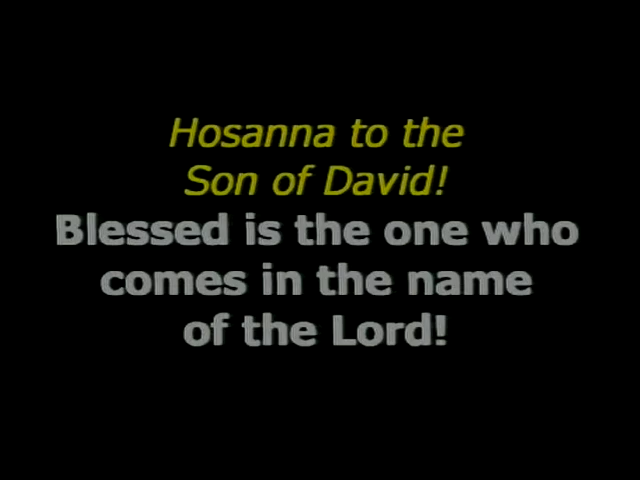 Hosanna to the
Son of David!
Blessed is the one who
comes in the name
of the Lord!